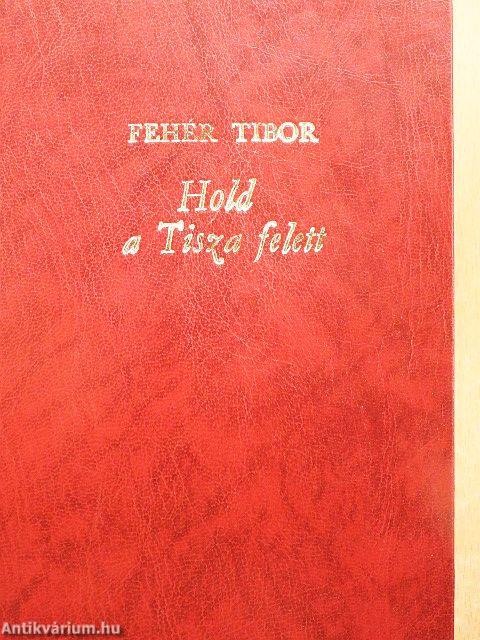 FEHÉR TIBOR
Hold
a Tisza felett
Antikvárium.hu